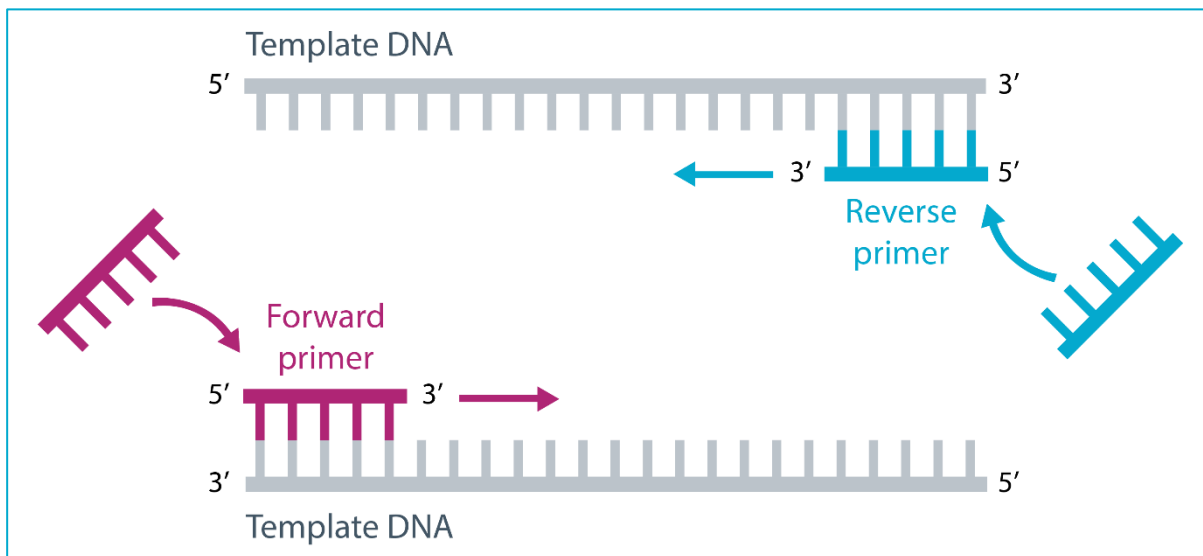 Template DNA
5’ 3’
3’ 5’
Reverse
primer
Forward
primer
5’ 3’
3’ 5’
Template DNA